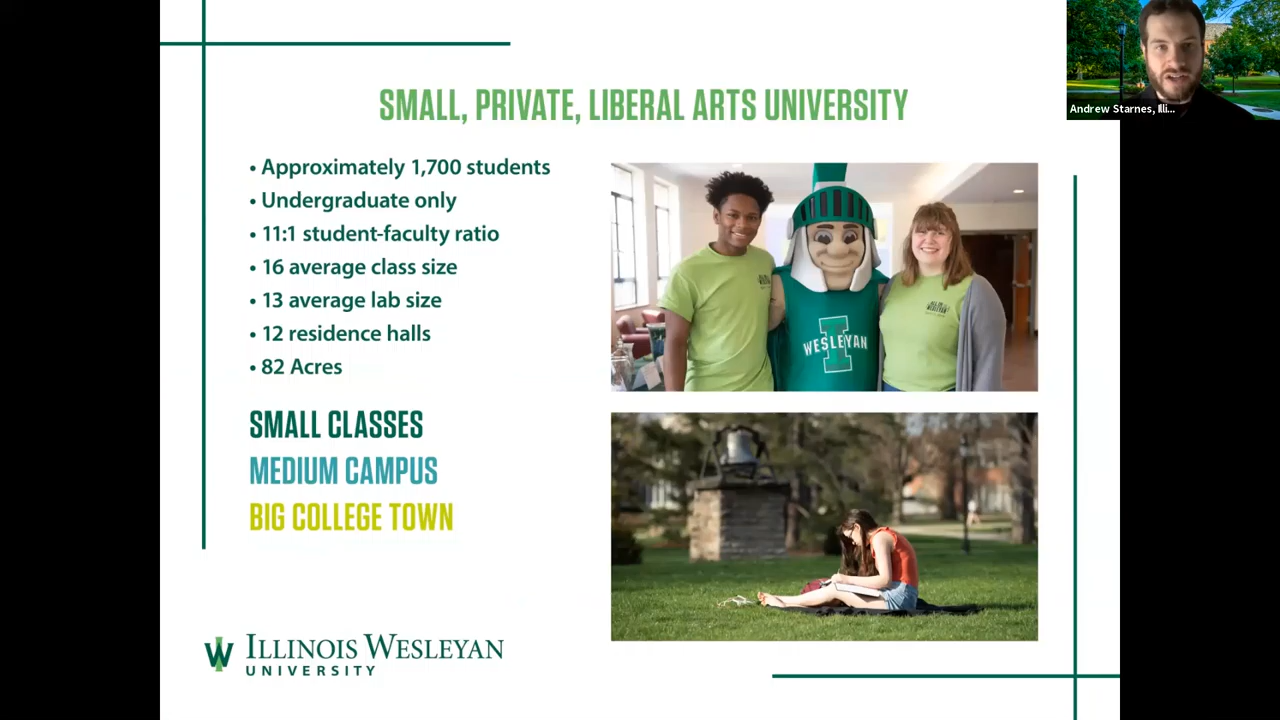 SMALL, PRIVATE, LIBERAL ARTS UNIVERSITY
Andrew Starnes, Illi...
• Approximately 1,700 students
• Undergraduate only
• 11:1 student-faculty ratio
• 16 average class size
• 13 average lab size
• 12 residence halls
• 82 Acres
SMALL CLASSES
MEDIUM CAMPUS
BIG COLLEGE TOWN
I
WESLEYAN
W
ILLINOIS WESLEYAN
UNIVERSITY